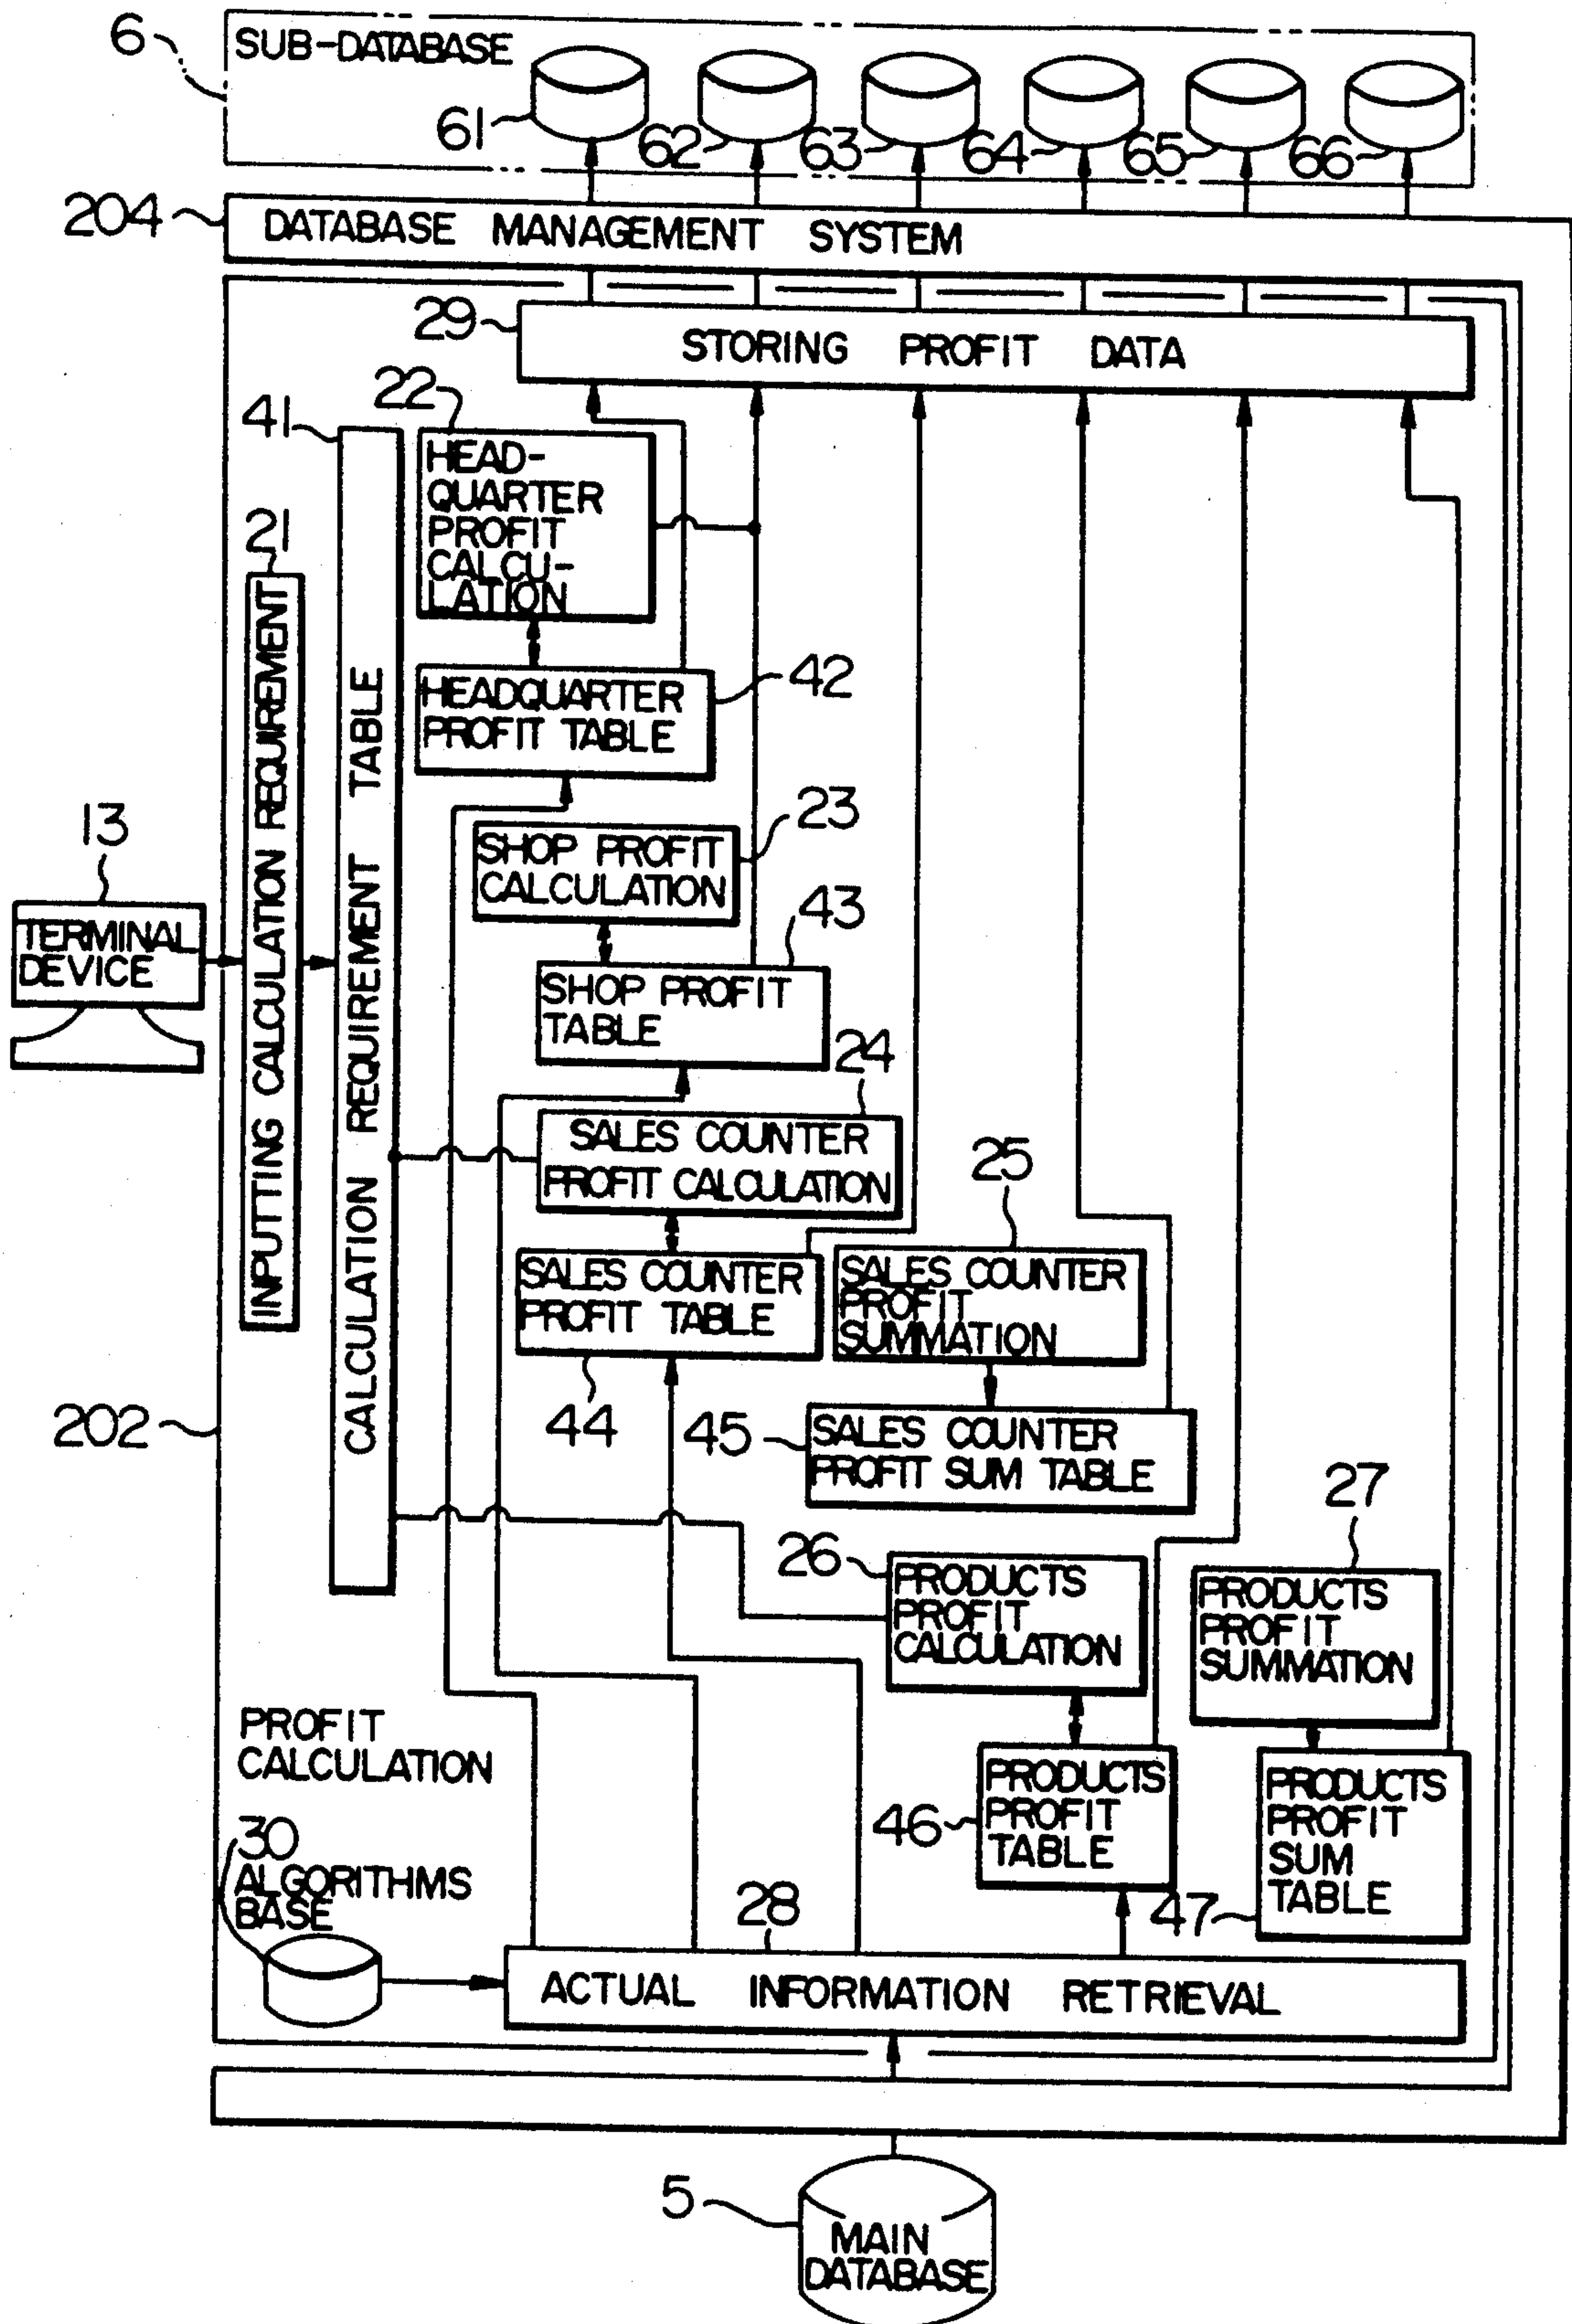 6
SUB-DATABASE
61
62
63
64
65
66
204
DATABASE MANAGEMENT SYSTEM
29
STORING PROFIT DATA
22
41
HEAD-
QUARTER
PROFIT
CALCU-
LATION
21
INPUTTING CALCULATION REQUIREMENT
CALCULATION REQUIREMENT TABLE
42
HEADQUARTER
PROFIT TABLE
13
23
SHOP PROFIT
CALCULATION
TERMINAL
DEVICE
43
SHOP PROFIT
TABLE
24
SALES COUNTER
PROFIT CALCULATION
25
SALES COUNTER
PROFIT TABLE
SALES COUNTER
PROFIT
SUMMATION
202
44
45
SALES COUNTER
PROFIT SUM TABLE
27
26
PRODUCTS
PROFIT
CALCULATION
PRODUCTS
PROFIT
SUMMATION
PROFIT
CALCULATION
46
PRODUCTS
PROFIT
TABLE
PRODUCTS
PROFIT
SUM
TABLE
30
ALGORITHMS
BASE
28
47
ACTUAL INFORMATION RETRIEVAL
5
MAIN
DATABASE